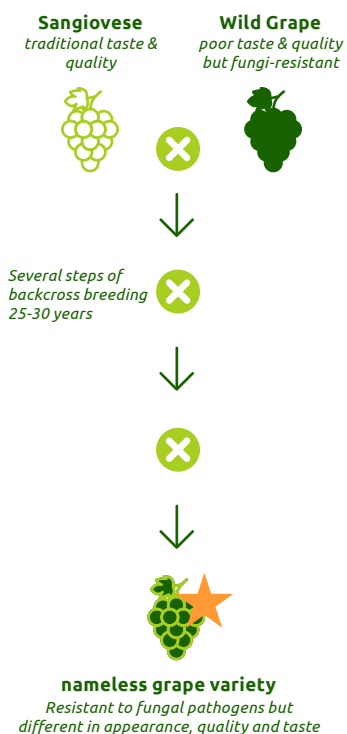 Sangiovese
traditional taste &
quality
Wild Grape
poor taste & quality
but fungi-resistant
Several steps of
backcross breeding
25-30 years
nameless grape variety
Resistant to fungal pathogens but
different in appearance, quality and taste